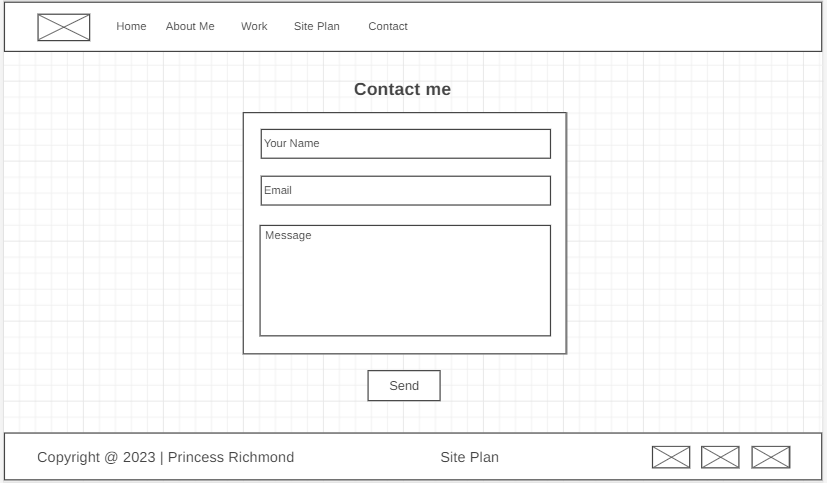 Home About Me Work Site Plan Contact
Contact me
Your Name
Email
Message
Send
Copyright @ 2023 | Princess Richmond Site Plan